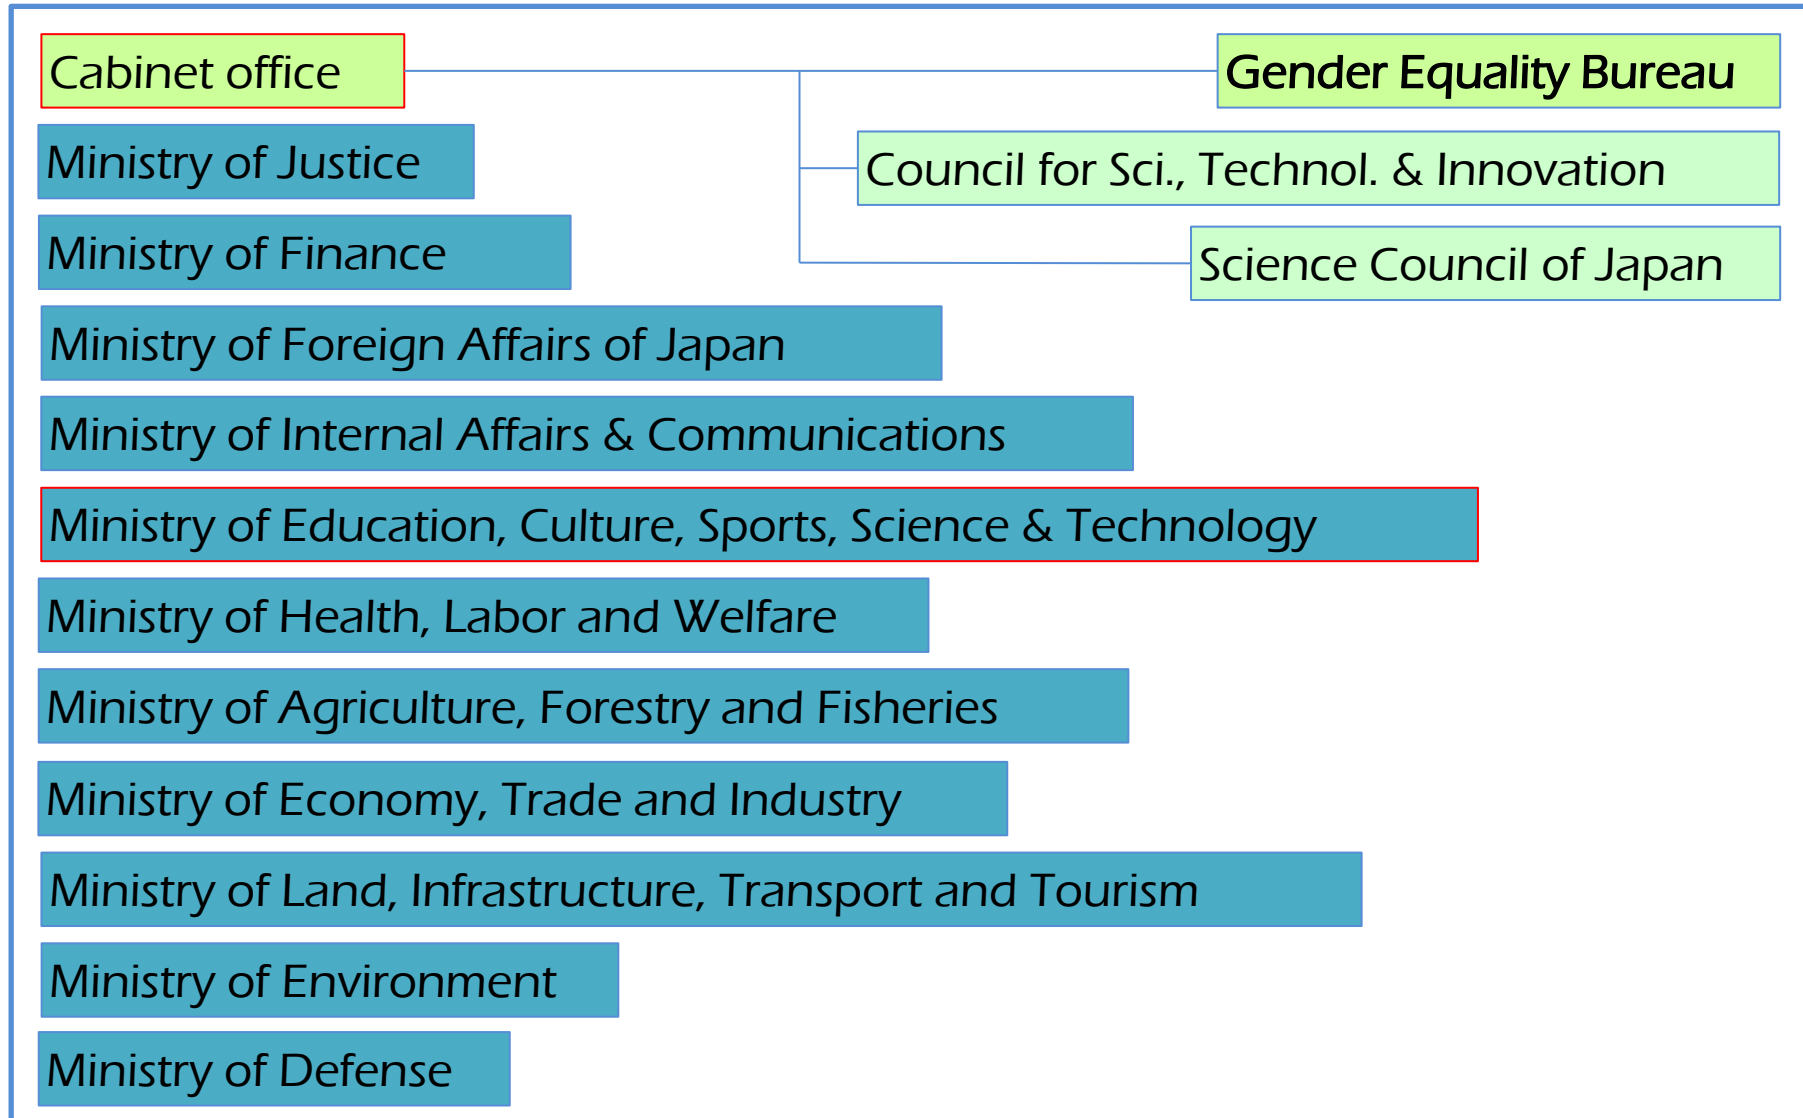 Cabinet office
Gender Equality Bureau
Ministry of Justice
Council for Sci., Technol. & Innovation
Ministry of Finance
Science Council of Japan
Ministry of Foreign Affairs of Japan
Ministry of Internal Affairs & Communications
Ministry of Education, Culture, Sports, Science & Technology
Ministry of Health, Labor and Welfare
Ministry of Agriculture, Forestry and Fisheries
Ministry of Economy, Trade and Industry
Ministry of Land, Infrastructure, Transport and Tourism
Ministry of Environment
Ministry of Defense